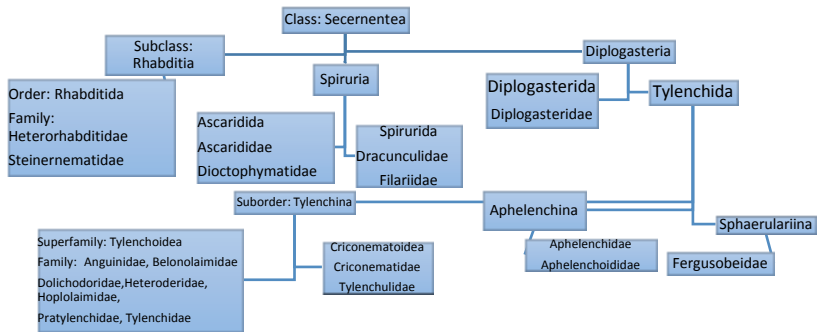 Class: Secernentea
Subclass:
Rhabditia
Diplogasteria
Spiruria
Order: Rhabditida
Family:
Heterorhabditidae
Steinernematidae
Diplogasterida
Diplogasteridae
Tylenchida
Ascaridida
Ascarididae
Dioctophymatidae
Spirurida
Dracunculidae
Filariidae
Suborder: Tylenchina
Aphelenchina
Sphaerulariina
Superfamily: Tylenchoidea
Family: Anguinidae, Belonolaimidae
Dolichodoridae,Heteroderidae,
Hoplolaimidae,
Pratylenchidae, Tylenchidae
Criconematoidea
Criconematidae
Tylenchulidae
Aphelenchidae
Aphelenchoididae
Fergusobeidae